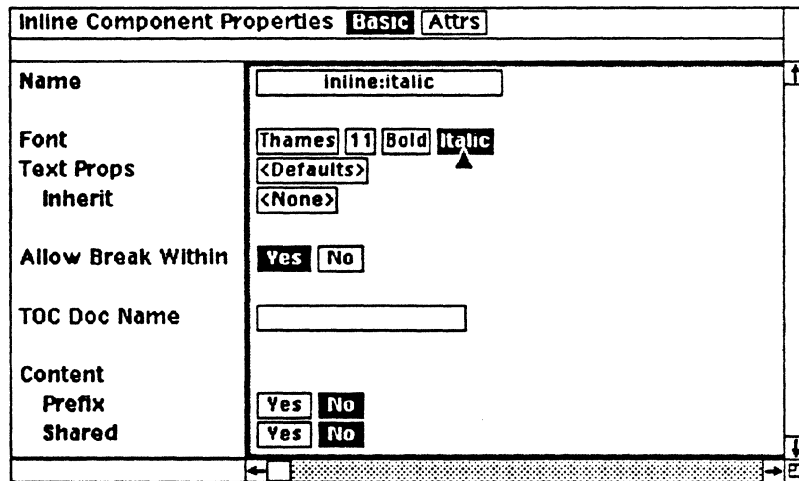 Inline Component Properties Basic Attrs
Name inline:italic
Font Thames 11 Bold Italic
Text Props <Defaults>
Inherit <None>
Allow Break Within Yes No
TOC Doc Name
Content
Prefix Yes No
Shared Yes No